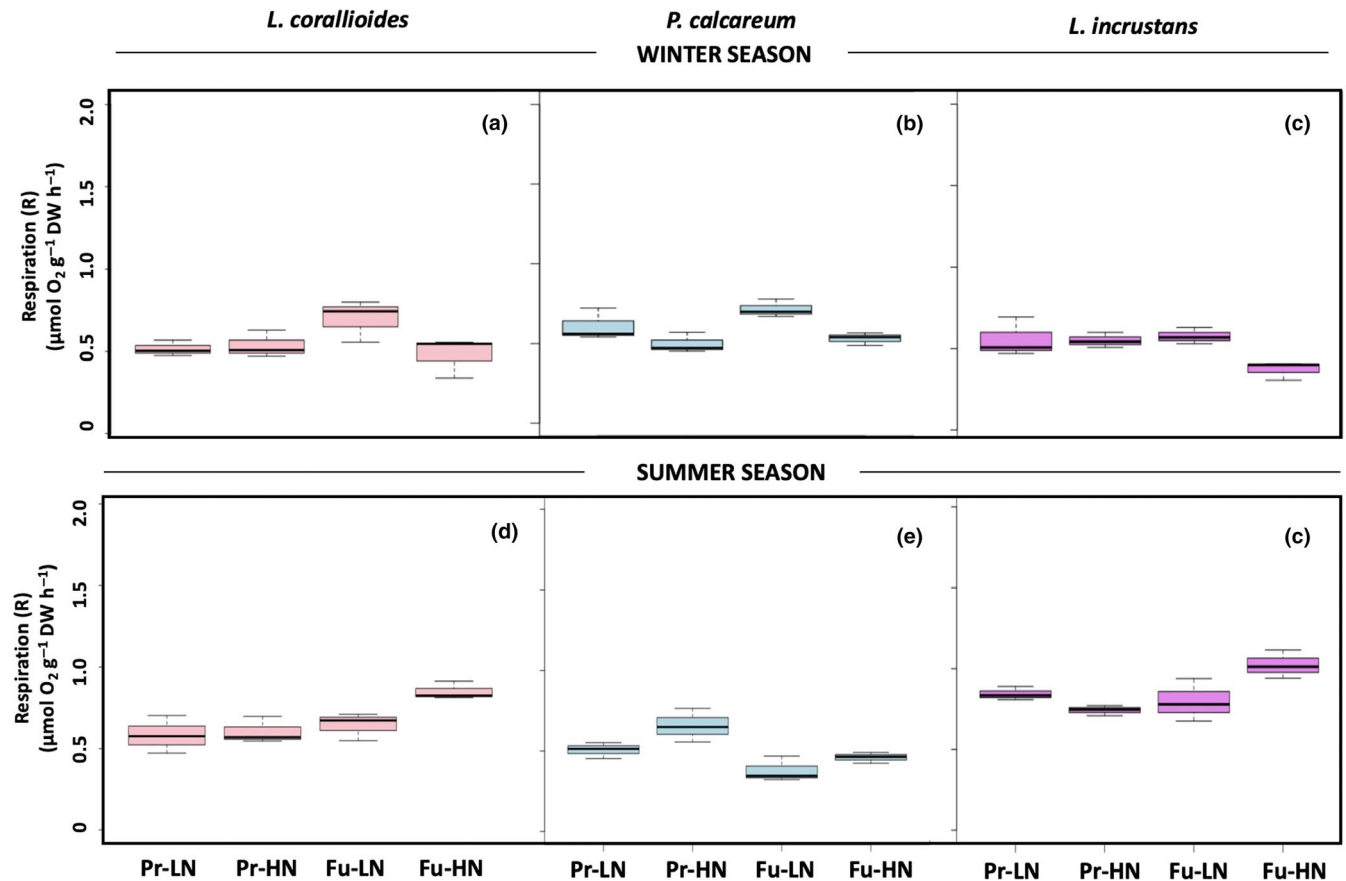 L. corallioides P. calcareum L. incrustans
WINTER SEASON
(a) (b) (c)
2.0
1.5
1.0
0.5
0
Respiration (R)
(µmol O₂ g⁻¹ DW h⁻¹)
SUMMER SEASON
(d) (e) (c)
2.0
1.5
1.0
0.5
0
Respiration (R)
(µmol O₂ g⁻¹ DW h⁻¹)
Pr-LN Pr-HN Fu-LN Fu-HN Pr-LN Pr-HN Fu-LN Fu-HN Pr-LN Pr-HN Fu-LN Fu-HN